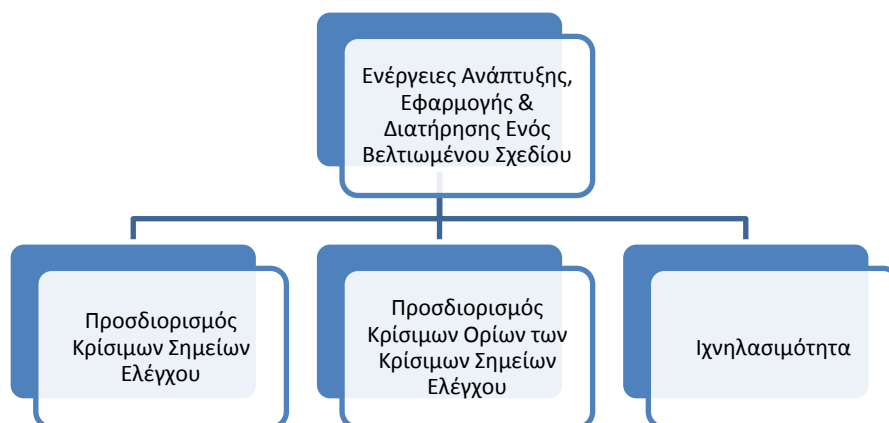 Ενέργειες Ανάπτυξης,
Εφαρμογής &
Διατήρησης Ενός
Βελτιωμένου Σχεδίου
Προσδιορισμός
Κρίσιμων Σημείων
Ελέγχου
Προσδιορισμός
Κρίσιμων Ορίων των
Κρίσιμων Σημείων
Ελέγχου
Ιχνηλασιμότητα